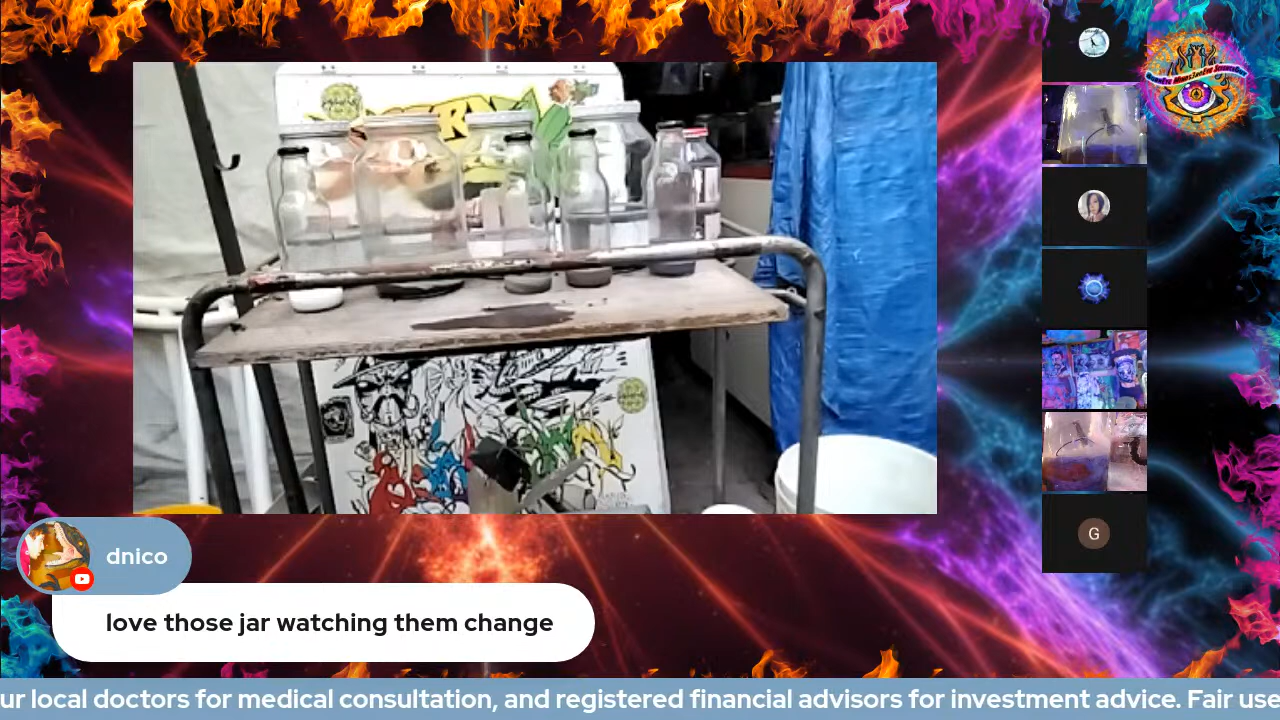 dnico
love those jar watching them change
ur local doctors for medical consultation, and registered financial advisors for investment advice. Fair use
G